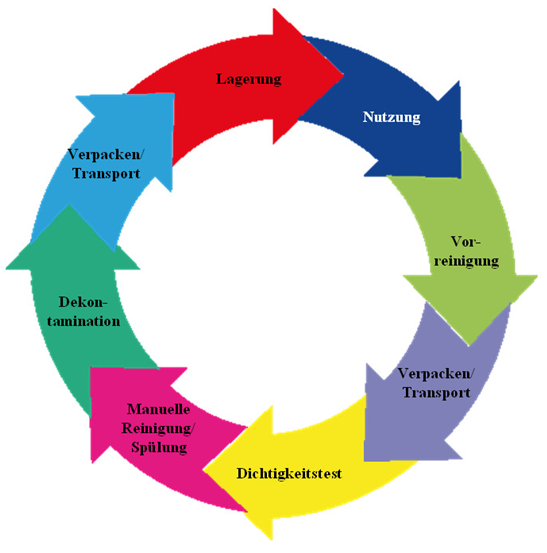 Lagerung
Nutzung
Vor-
reinigung
Verpacken/
Transport
Dichtigkeitstest
Manuelle
Reinigung/
Spülung
Dekon-
tamination
Verpacken/
Transport